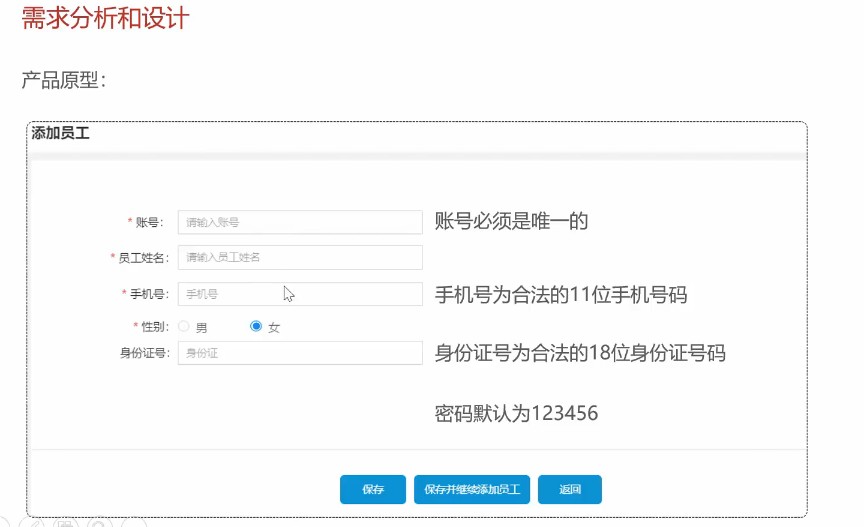 需求分析和设计
产品原型：
添加员工
* 账号： 请输入账号 账号必须是唯一的
* 员工姓名： 请输入员工姓名
* 手机号： 手机号 手机号为合法的11位手机号码
* 性别： 男 女
身份证号： 身份证 身份证号为合法的18位身份证号码
密码默认为123456
保存 保存并继续添加员工 返回